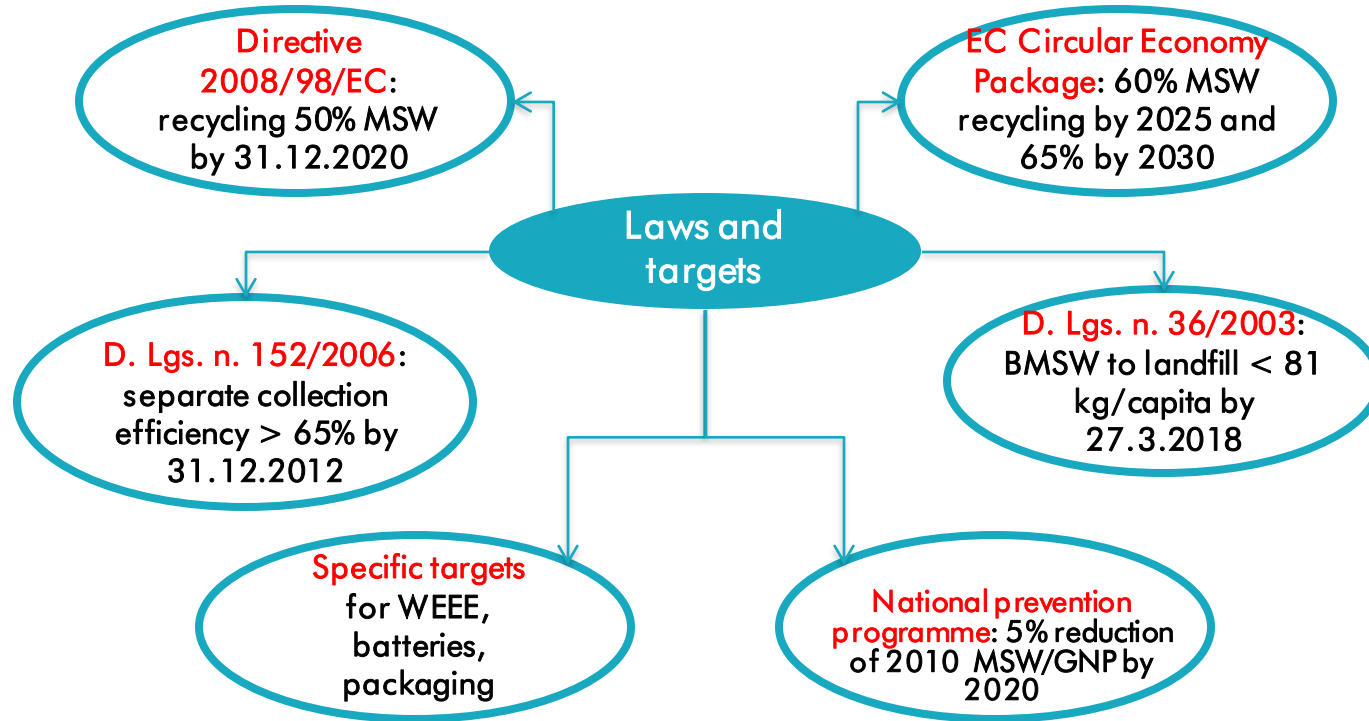 Directive
2008/98/EC:
recycling 50% MSW
by 31.12.2020
EC Circular Economy
Package: 60% MSW
recycling by 2025 and
65% by 2030
Laws and
targets
D. Lgs. n. 152/2006:
separate collection
efficiency > 65% by
31.12.2012
D. Lgs. n. 36/2003:
BMSW to landfill < 81
kg/capita by
27.3.2018
Specific targets
for WEEE,
batteries,
packaging
National prevention
programme: 5% reduction
of 2010 MSW/GNP by
2020